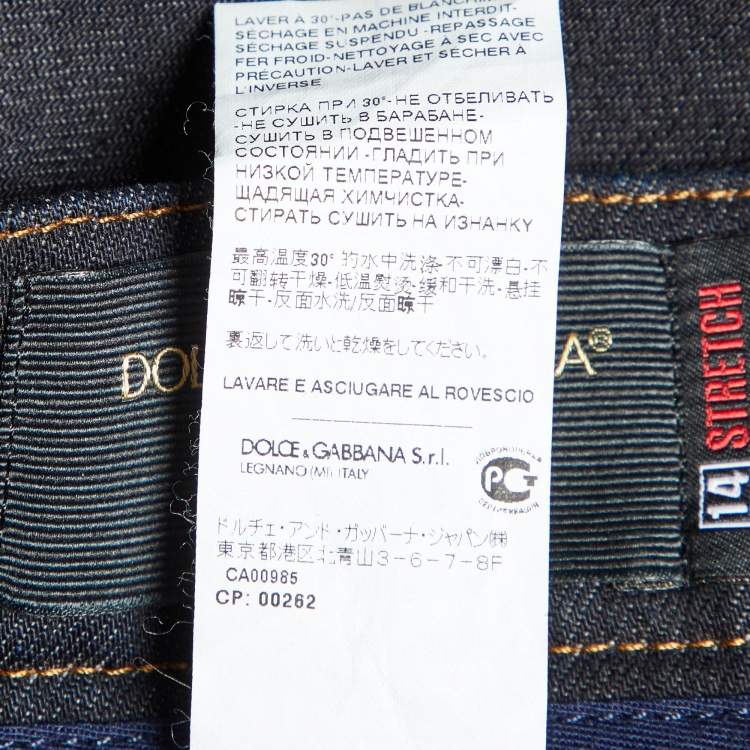 LAVER À 30°-PAS DE BLANCHIM
SÉCHAGE EN MACHINE INTERDIT-
SÉCHAGE SUSPENDU-REPASSAGE
FER FROID-NETTOYAGE À SEC AVEC
PRÉCAUTION-LAVER ET SÉCHER À
L'INVERSE
СТИРКА ПРИ 30°-НЕ ОТБЕЛИВАТЬ
-НЕ СУШИТЬ В БАРАБАНЕ-
СУШИТЬ В ПОДВЕШЕННОМ
СОСТОЯНИИ-ГЛАДИТЬ ПРИ
НИЗКОЙ ТЕМПЕРАТУРЕ-
ЩАДЯЩАЯ ХИМЧИСТКА-
СТИРАТЬ СУШИТЬ НА ИЗНАНКУ
最高温度30°的水中洗涤-不可漂白-不
可翻转干燥-低温熨烫-缓和干洗-悬挂
晾干-反面水洗/反面晾干
裏返して洗いと乾燥をしてください。
LAVARE E ASCIUGARE AL ROVESCIO
DOLCE & GABBANA S.r.l.
LEGNANO (MI) ITALY
ДОБРОВОЛЬНАЯ
РСТ
СЕРТИФИКАЦИЯ
ドルチェ・アンド・ガッバーナ・ジャパン㈱
東京都港区北青山3-6-7-8F
CA00985
CP: 00262
DOL
A®
14 STRETCH